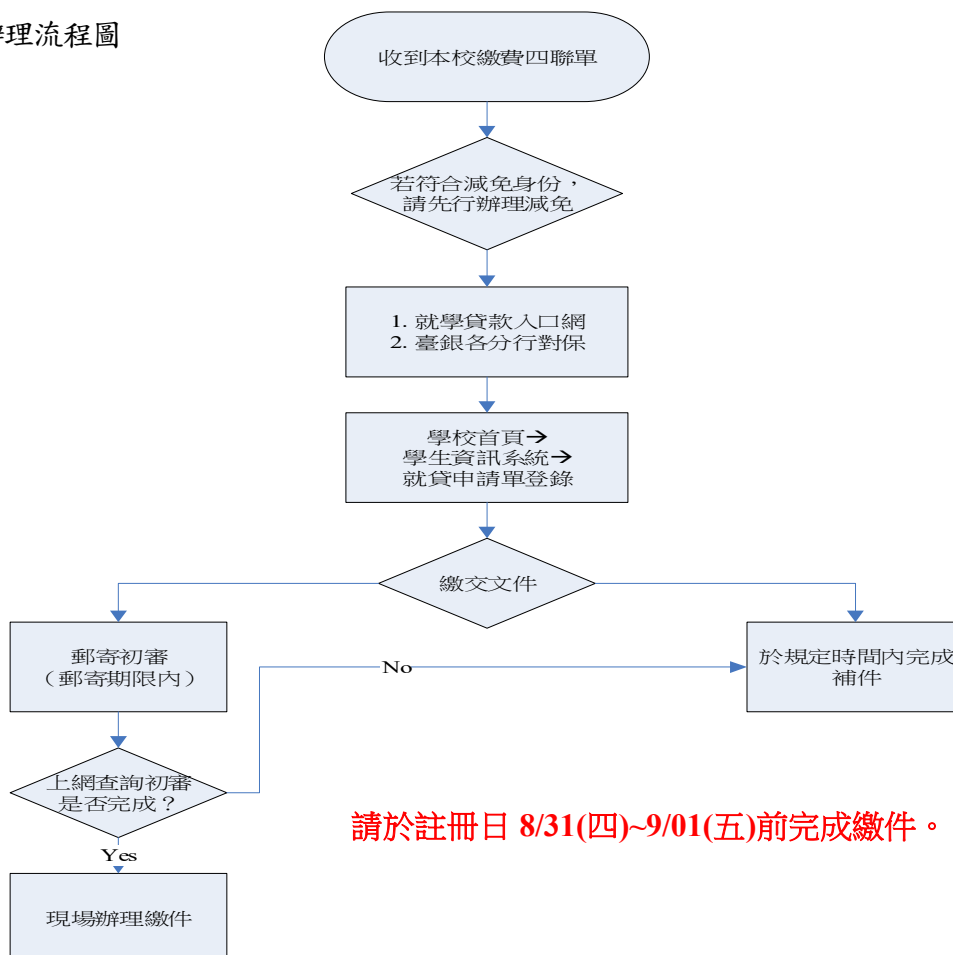 辦理流程圖
收到本校繳費四聯單
若符合減免身份，
請先行辦理減免
1. 就學貸款入口網
2. 臺銀各分行對保
學校首頁→
學生資訊系統→
就貸申請單登錄
繳交文件
郵寄初審
（郵寄期限內）
No
於規定時間內完成
補件
上網查詢初審
是否完成？
請於註冊日 8/31(四)~9/01(五)前完成繳件。
Yes
現場辦理繳件